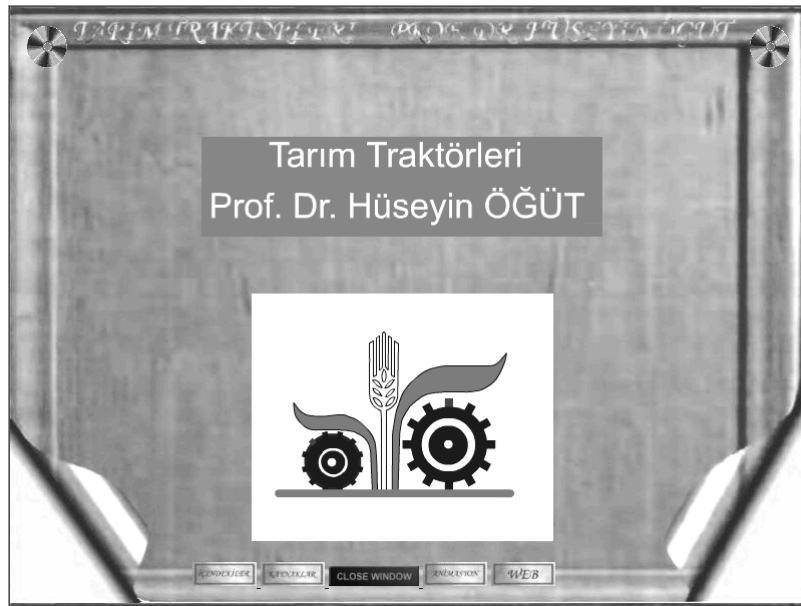 TARIM TRAKTÖRLERİ PROF. DR. HÜSEYİN ÖĞÜT
Tarım Traktörleri
Prof. Dr. Hüseyin ÖĞÜT
İÇİNDEKİLER KAYNAKLAR CLOSE WINDOW ANİMASYON WEB